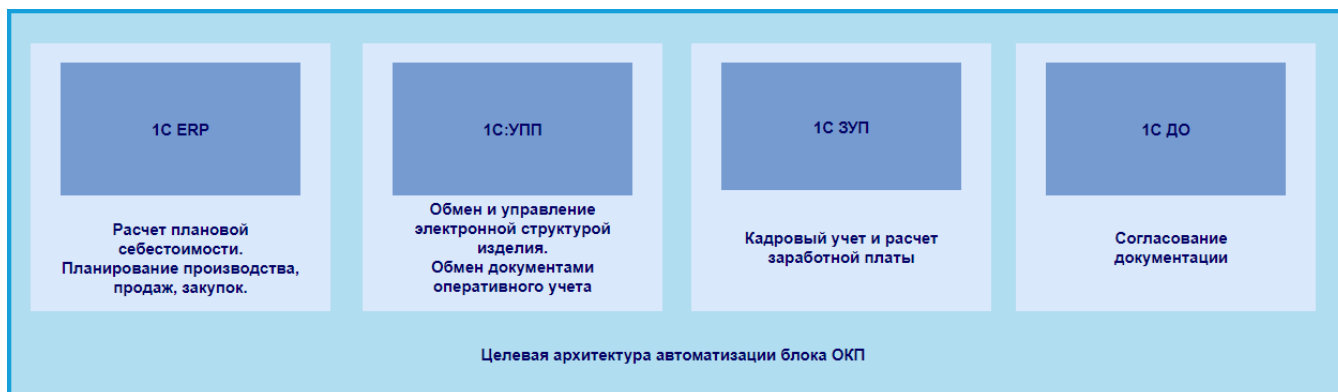 1С ERP
Расчет плановой
себестоимости.
Планирование производства,
продаж, закупок.
1С:УПП
Обмен и управление
электронной структурой
изделия.
Обмен документами
оперативного учета
1С ЗУП
Кадровый учет и расчет
заработной платы
1С ДО
Согласование
документации
Целевая архитектура автоматизации блока ОКП